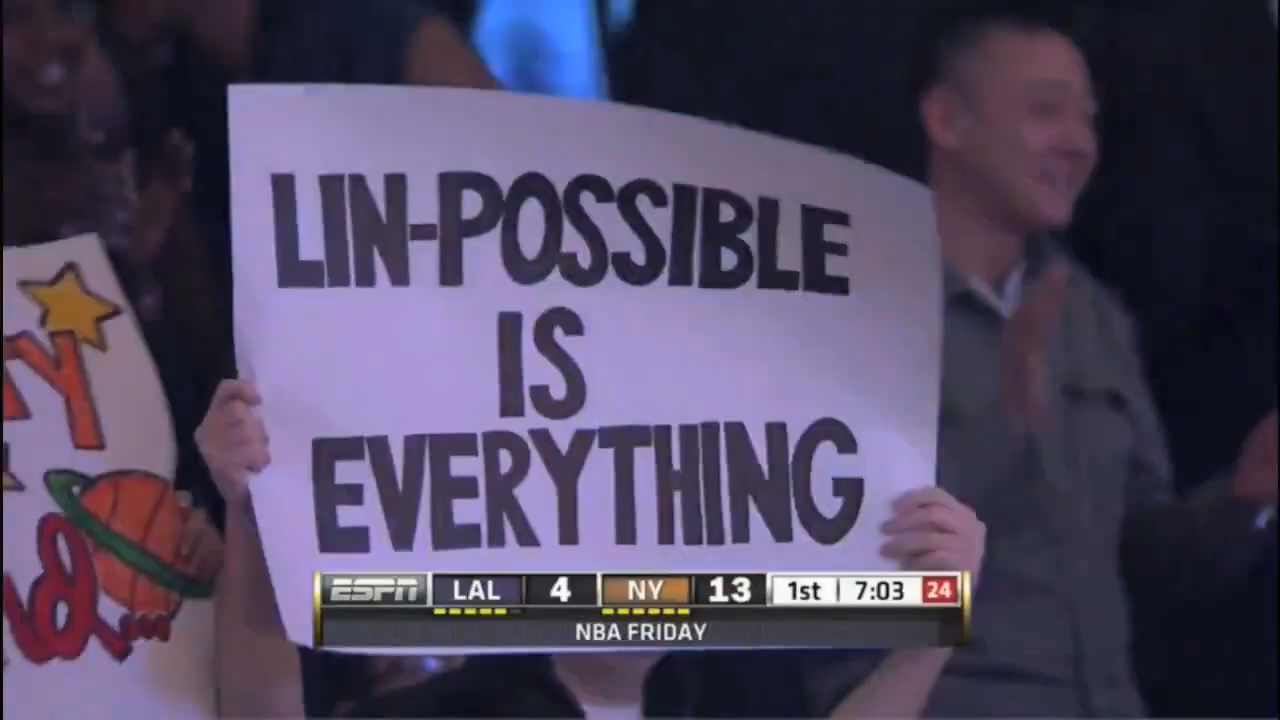 LIN-POSSIBLE
IS
EVERYTHING
ESPN LAL 4 NY 13 1st 7:03 24
NBA FRIDAY